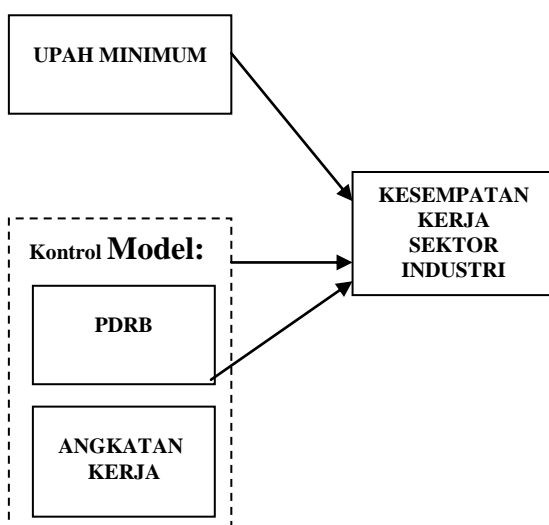 UPAH MINIMUM
KESEMPATAN
KERJA
SEKTOR
INDUSTRI
Kontrol Model:
PDRB
ANGKATAN
KERJA